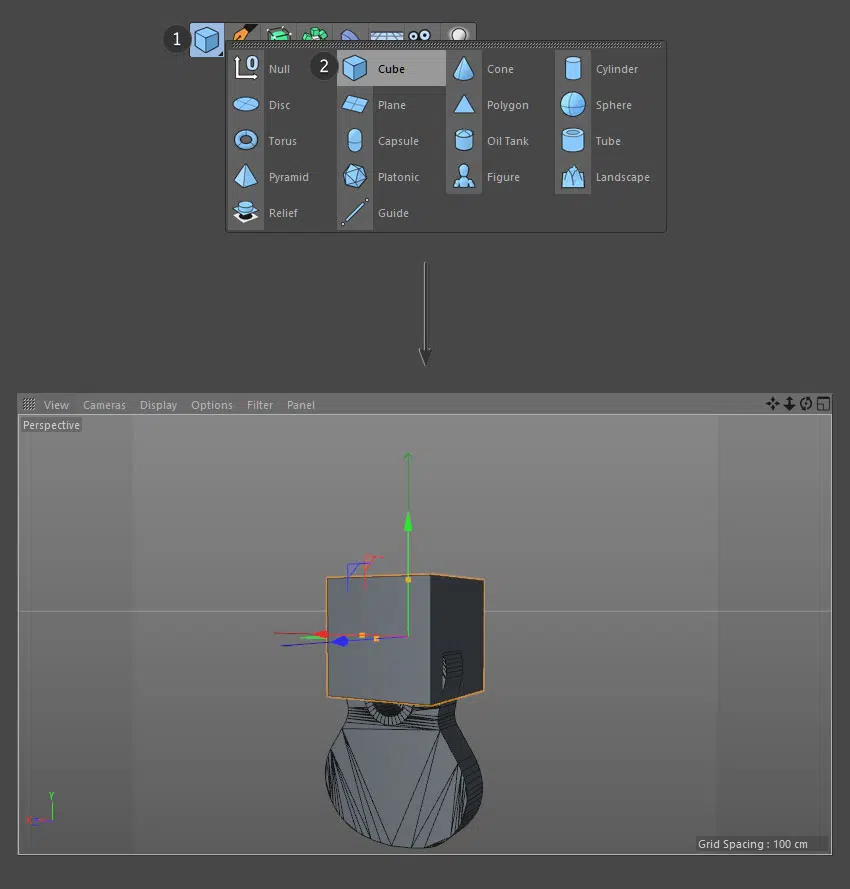 1
0 Null 2 Cube Cone Cylinder
Disc Plane Polygon Sphere
Torus Capsule Oil Tank Tube
Pyramid Platonic Figure Landscape
Relief Guide
View Cameras Display Options Filter Panel
Perspective
Y
Grid Spacing : 100 cm